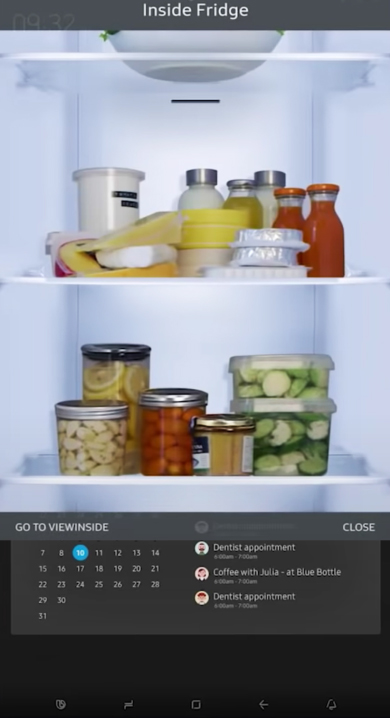 09:32
Inside Fridge
GO TO VIEWINSIDE
CLOSE
Dentist appointment
7 8 10 11 12 13 14
Dentist appointment
6:00am - 7:00am
15 16 17 18 19 20 21
Coffee with Julia - at Blue Bottle
6:00am - 7:00am
22 23 24 25 26 27 28
Dentist appointment
6:00am - 7:00am
29 30
31